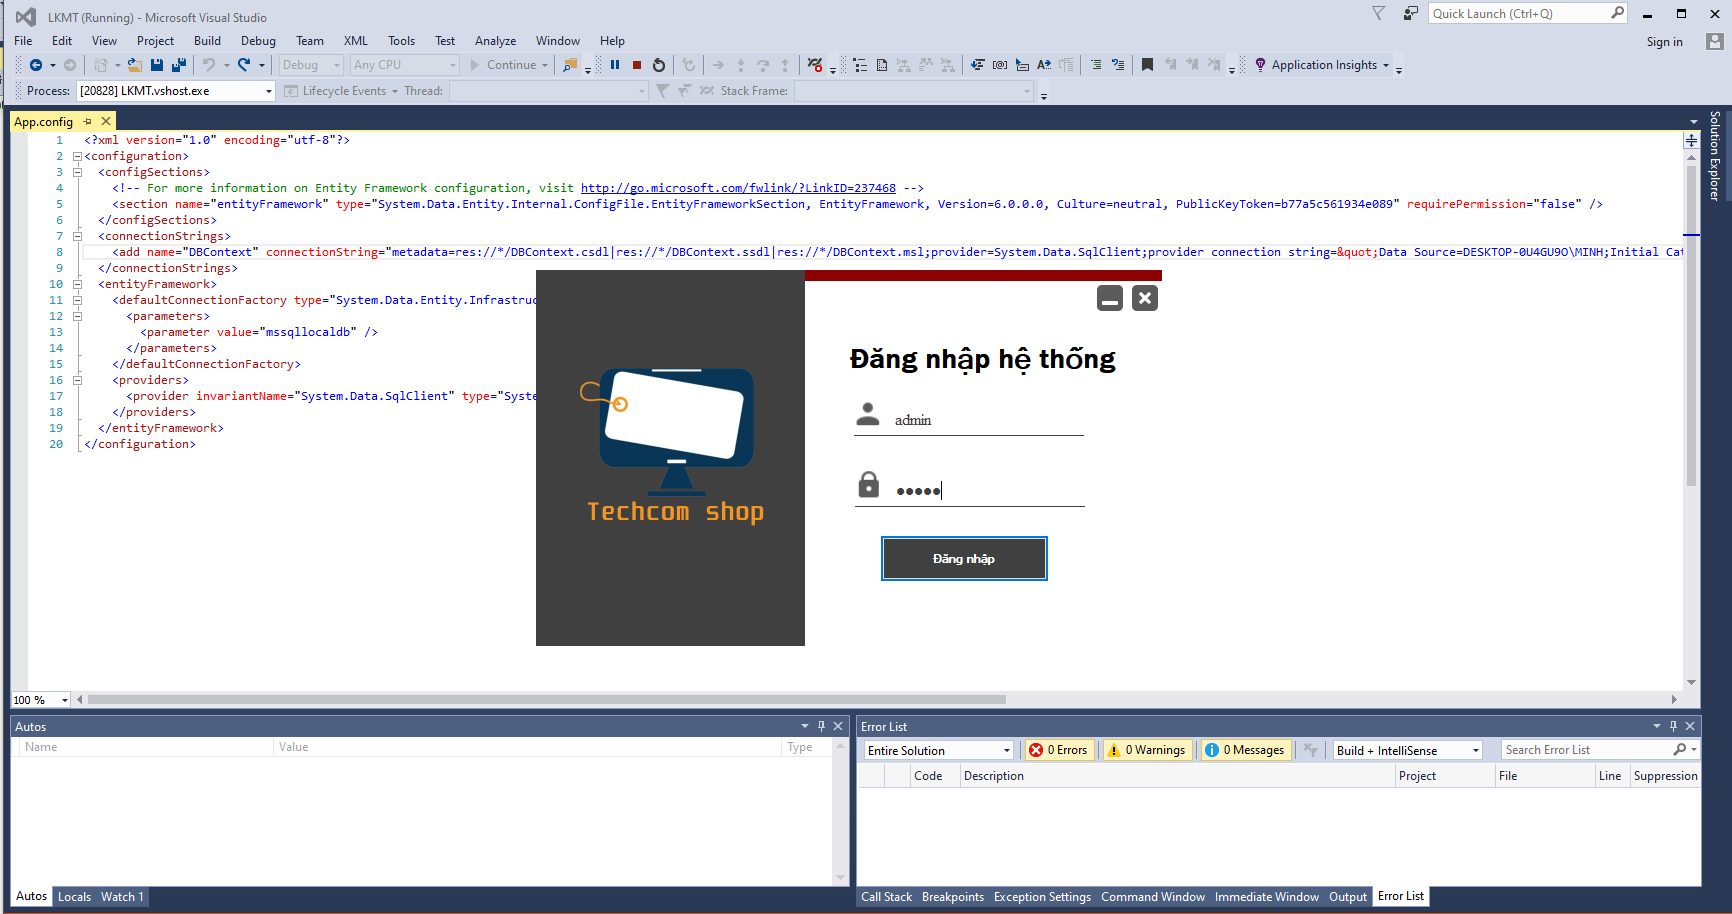 LKMT (Running) - Microsoft Visual Studio
Quick Launch (Ctrl+Q)
File Edit View Project Build Debug Team XML Tools Test Analyze Window Help
Sign in
Debug Any CPU Continue Application Insights
Process: [20828] LKMT.vshost.exe Lifecycle Events Thread: Stack Frame:
App.config
Solution Explorer
1 <?xml version="1.0" encoding="utf-8"?>
2 <configuration>
3 <configSections>
4 <!-- For more information on Entity Framework configuration, visit http://go.microsoft.com/fwlink/?LinkID=237468 -->
5 <section name="entityFramework" type="System.Data.Entity.Internal.ConfigFile.EntityFrameworkSection, EntityFramework, Version=6.0.0.0, Culture=neutral, PublicKeyToken=b77a5c561934e089" requirePermission="false" />
6 </configSections>
7 <connectionStrings>
8 <add name="DBContext" connectionString="metadata=res://*/DBContext.csdl|res://*/DBContext.ssdl|res://*/DBContext.msl;provider=System.Data.SqlClient;provider connection string=&quot;Data Source=DESKTOP-0U4GU9O\MINH;Initial Cat
9 </connectionStrings>
10 <entityFramework>
11 <defaultConnectionFactory type="System.Data.Entity.Infrastruc
12 <parameters>
13 <parameter value="mssqllocaldb" />
14 </parameters>
15 </defaultConnectionFactory>
16 <providers>
17 <provider invariantName="System.Data.SqlClient" type="Syste
18 </providers>
19 </entityFramework>
20 </configuration>
Techcom shop
Đăng nhập hệ thống
admin
●●●●●
Đăng nhập
100 %
Autos
Name Value Type
Autos Locals Watch 1
Error List
Entire Solution 0 Errors 0 Warnings 0 Messages Build + IntelliSense Search Error List
Code Description Project File Line Suppression
Call Stack Breakpoints Exception Settings Command Window Immediate Window Output Error List